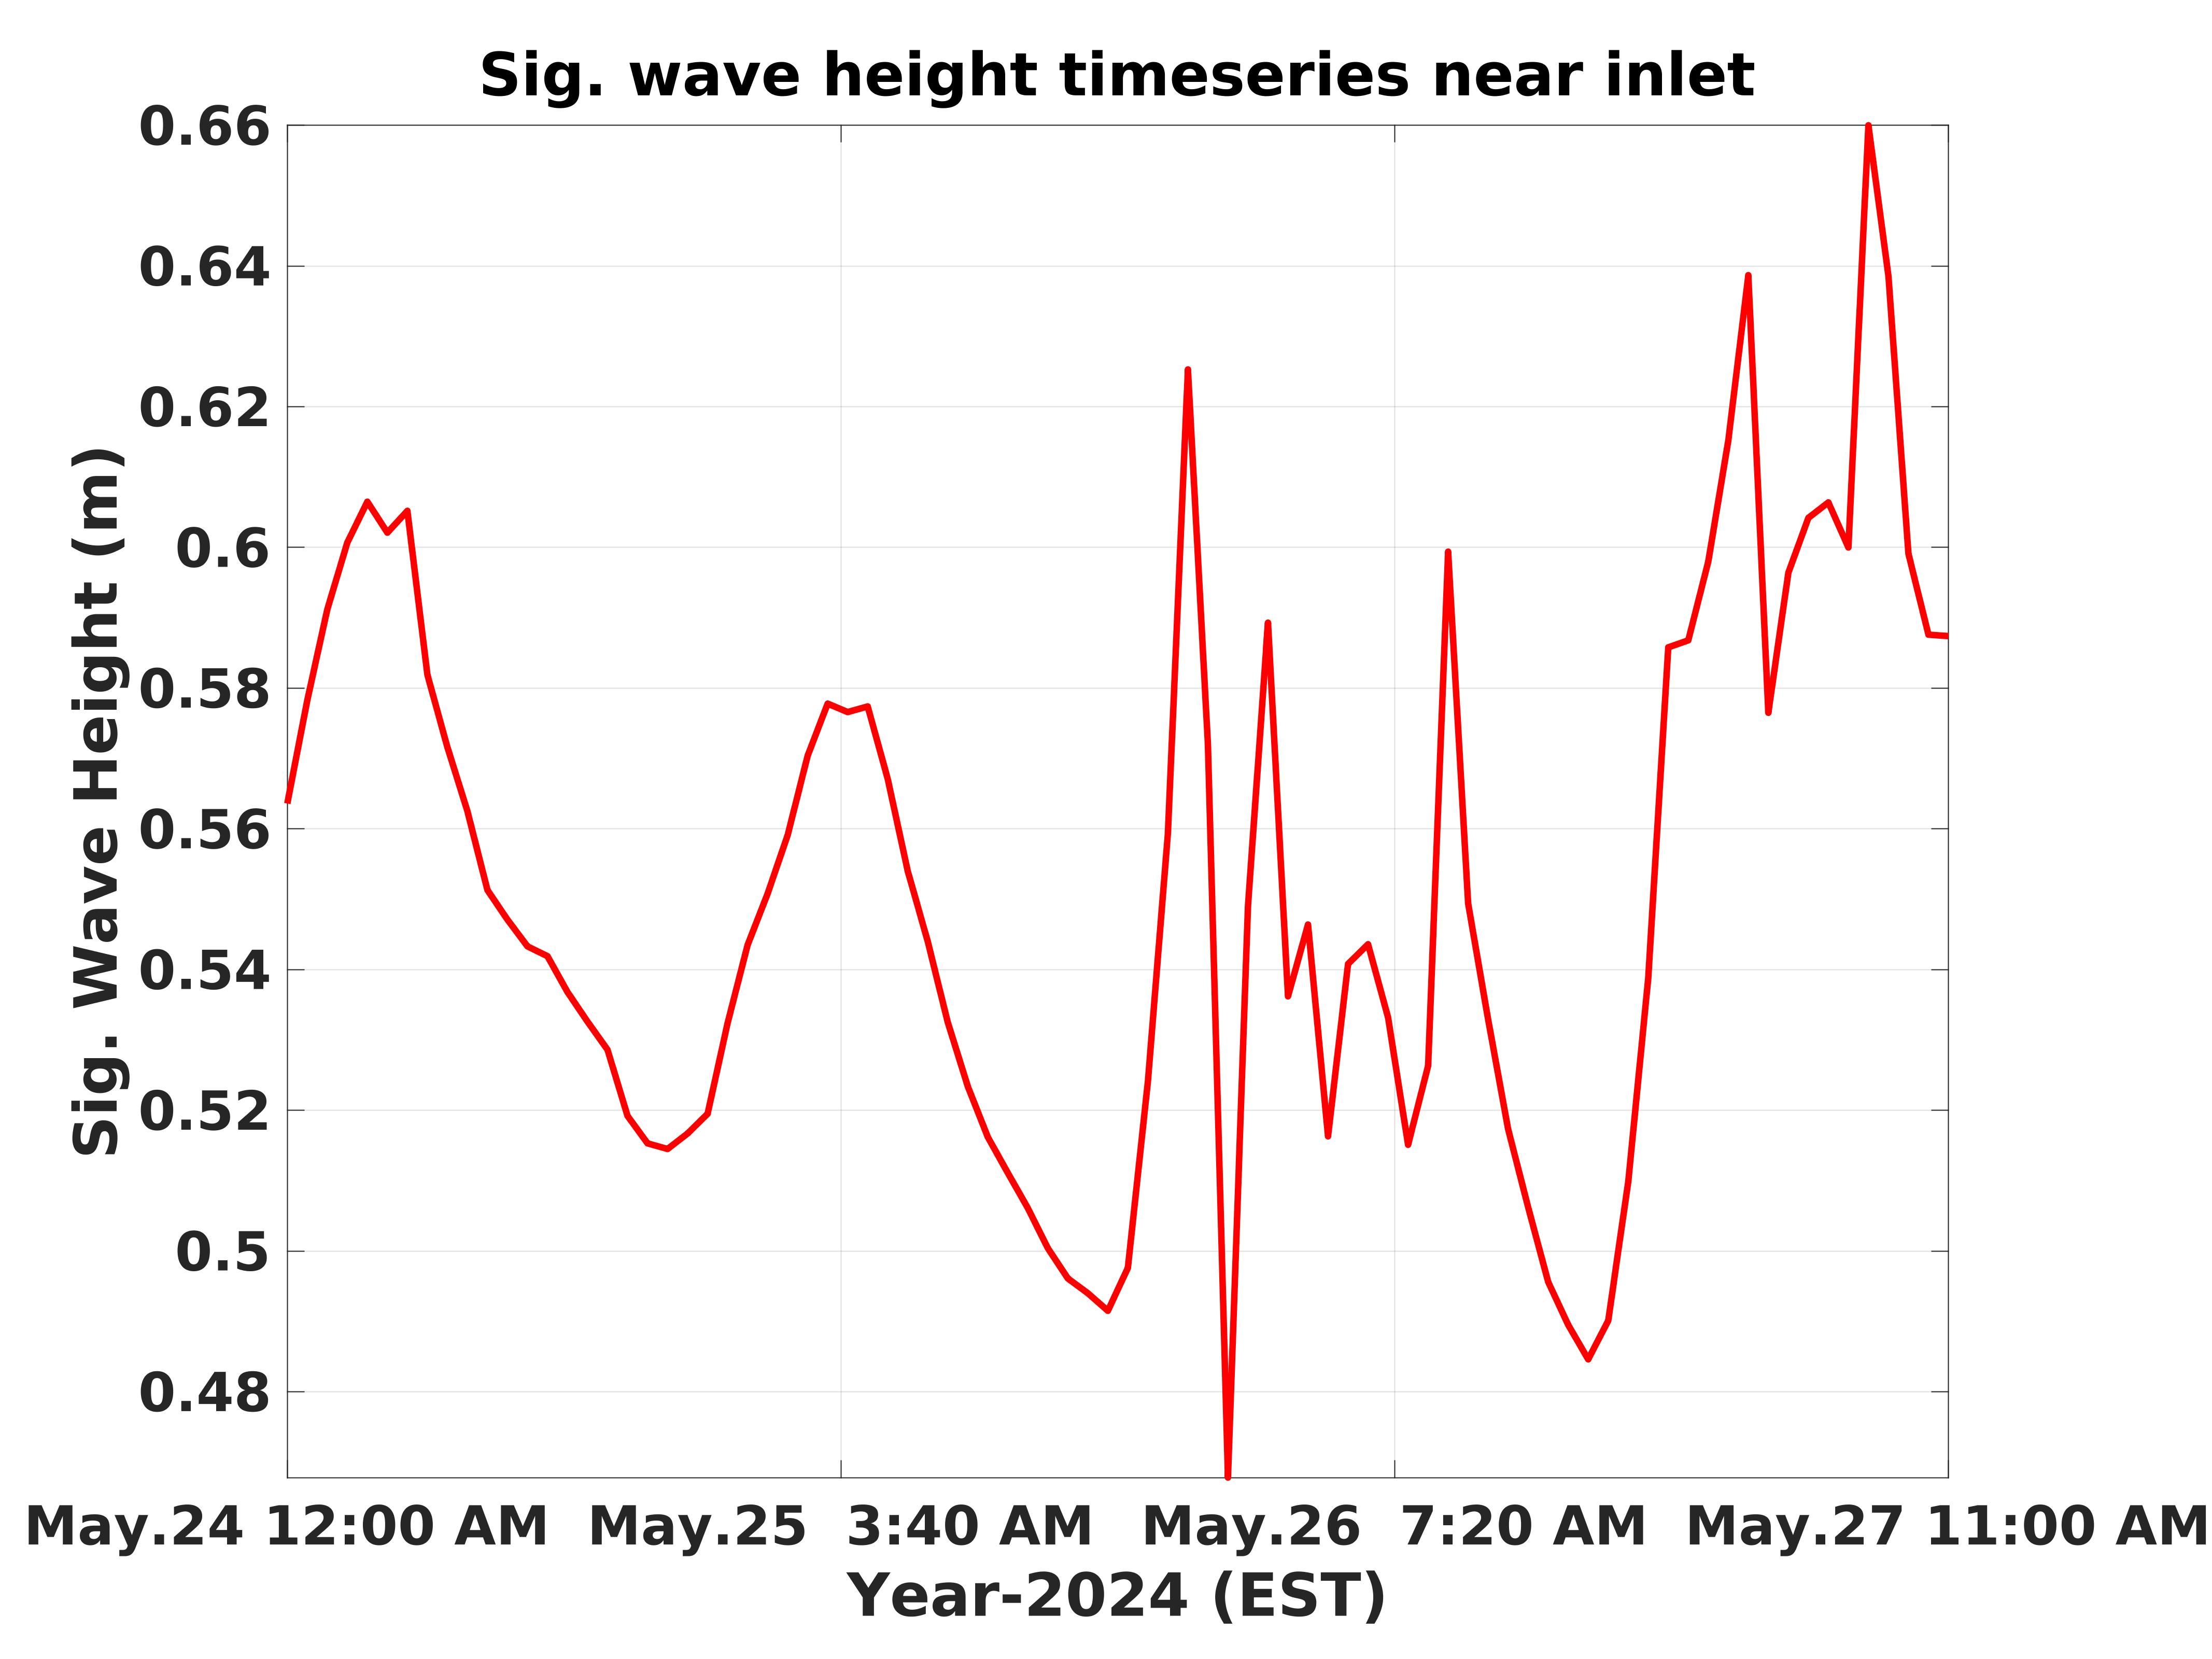 Sig. wave height timeseries near inlet
Sig. Wave Height (m)
0.66
0.64
0.62
0.6
0.58
0.56
0.54
0.52
0.5
0.48
May.24 12:00 AM May.25 3:40 AM May.26 7:20 AM May.27 11:00 AM
Year-2024 (EST)